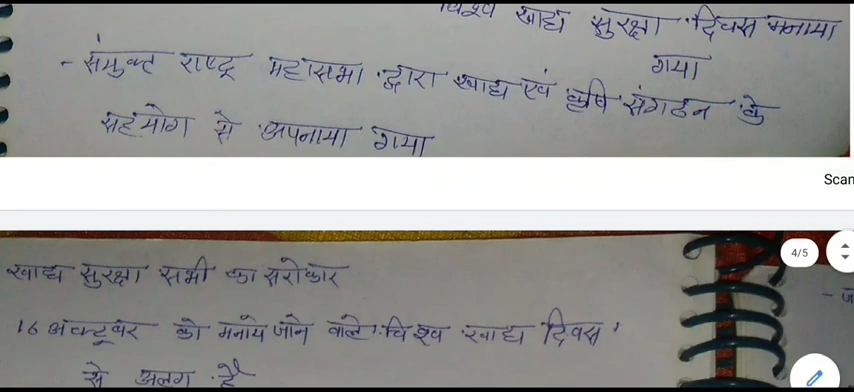 विश्व खाद्य सुरक्षा दिवस मनाया
गया
- संयुक्त राष्ट्र महासभा द्वारा खाद्य एवं कृषि संगठन के
सहयोग से अपनाया गया
Scan
4/5
खाद्य सुरक्षा सभी का सरोकार
16 अक्टूबर को मनाये जाने वाले 'विश्व खाद्य दिवस'
से अलग है